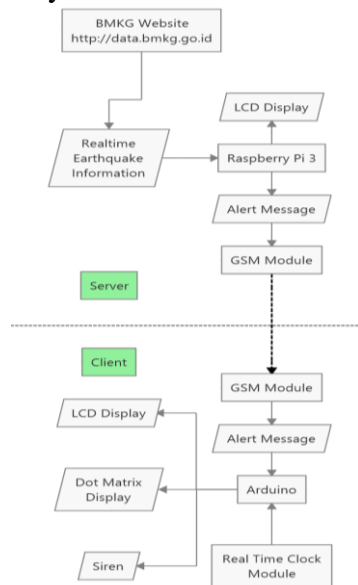 BMKG Website
http://data.bmkg.go.id
LCD Display
Realtime
Earthquake
Information
Raspberry Pi 3
Alert Message
GSM Module
Server
Client
GSM Module
LCD Display
Alert Message
Dot Matrix
Display
Arduino
Siren
Real Time Clock
Module